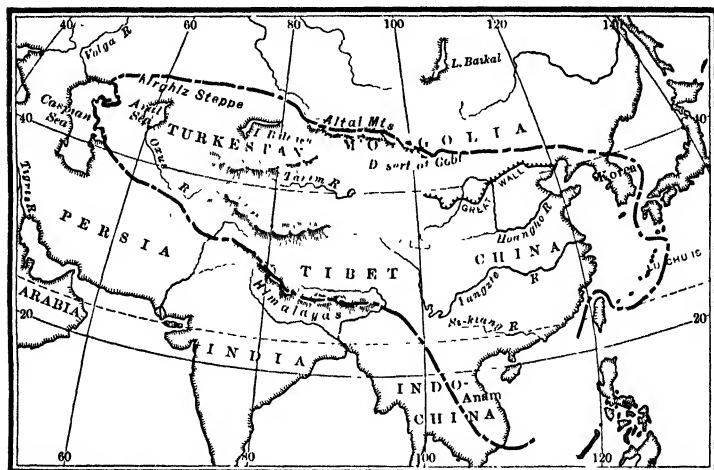 60 80 100 120 140
Volga R
L. Baikal
Kirghiz Steppe
Caspian Sea
Aral Sea
Altai Mts
TURKESTAN
MONGOLIA
Desert of Gobi
40 40
Oxus R
Tarim R
GREAT WALL
Korea
Tigris R
Hoangho R
PERSIA
CHINA
TIBET
Yangtze R
Himalayas
ARABIA
Si-kiang R
20 20
INDIA
INDO-CHINA
Anam
60 80 100 120